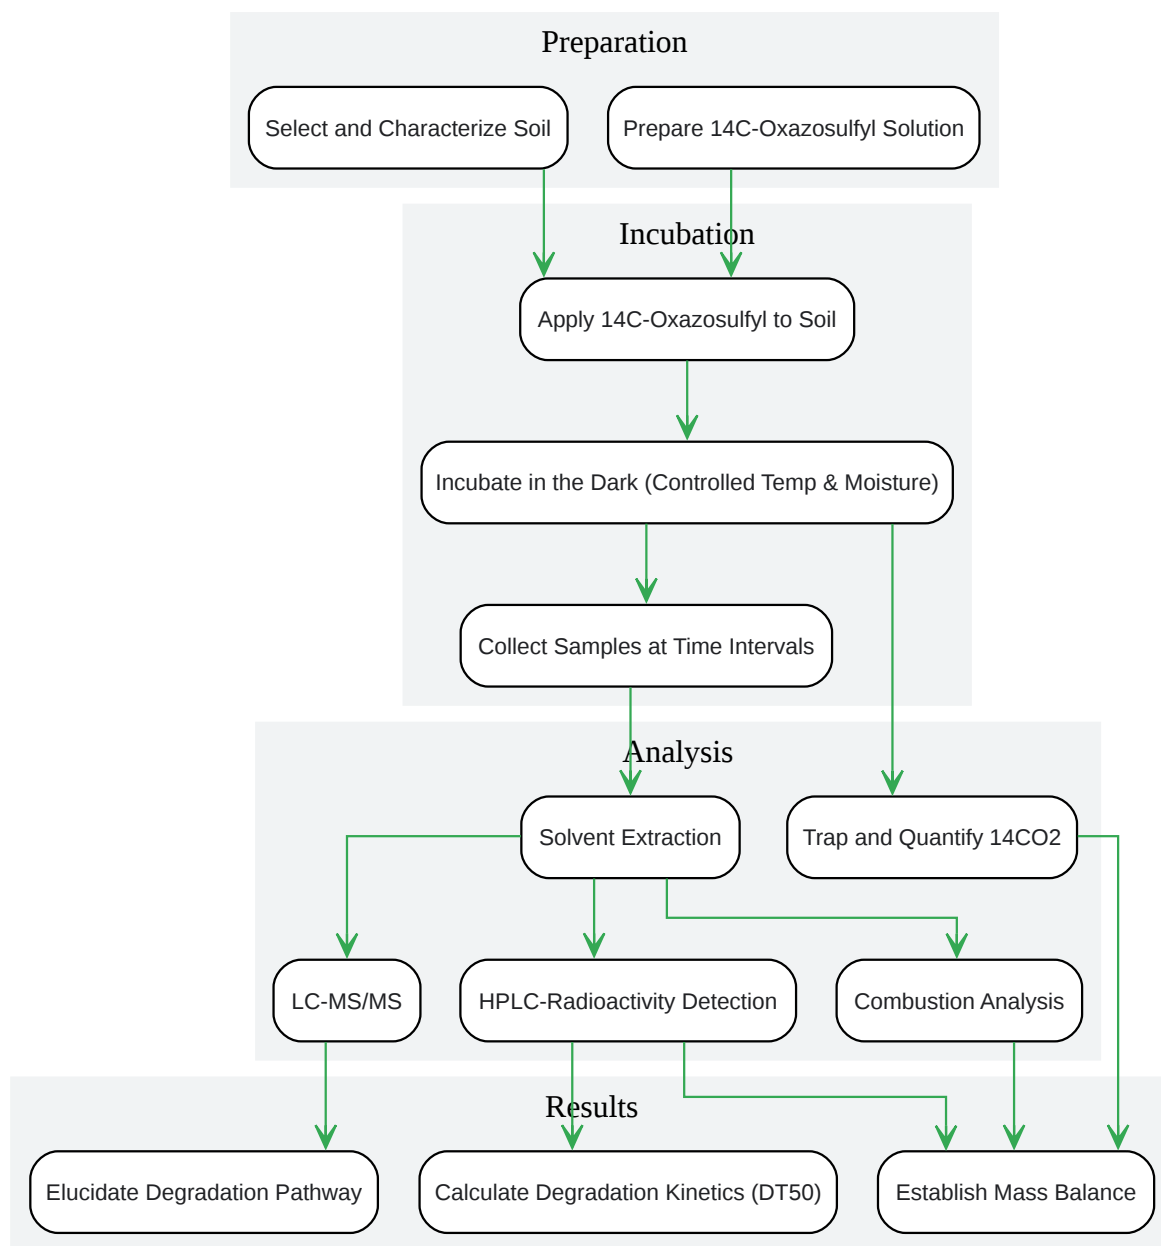 Preparation
Select and Characterize Soil
Prepare 14C-Oxazosulfyl Solution
Incubation
Apply 14C-Oxazosulfyl to Soil
Incubate in the Dark (Controlled Temp & Moisture)
Collect Samples at Time Intervals
Analysis
Solvent Extraction
Trap and Quantify 14CO2
LC-MS/MS
HPLC-Radioactivity Detection
Combustion Analysis
Results
Elucidate Degradation Pathway
Calculate Degradation Kinetics (DT50)
Establish Mass Balance